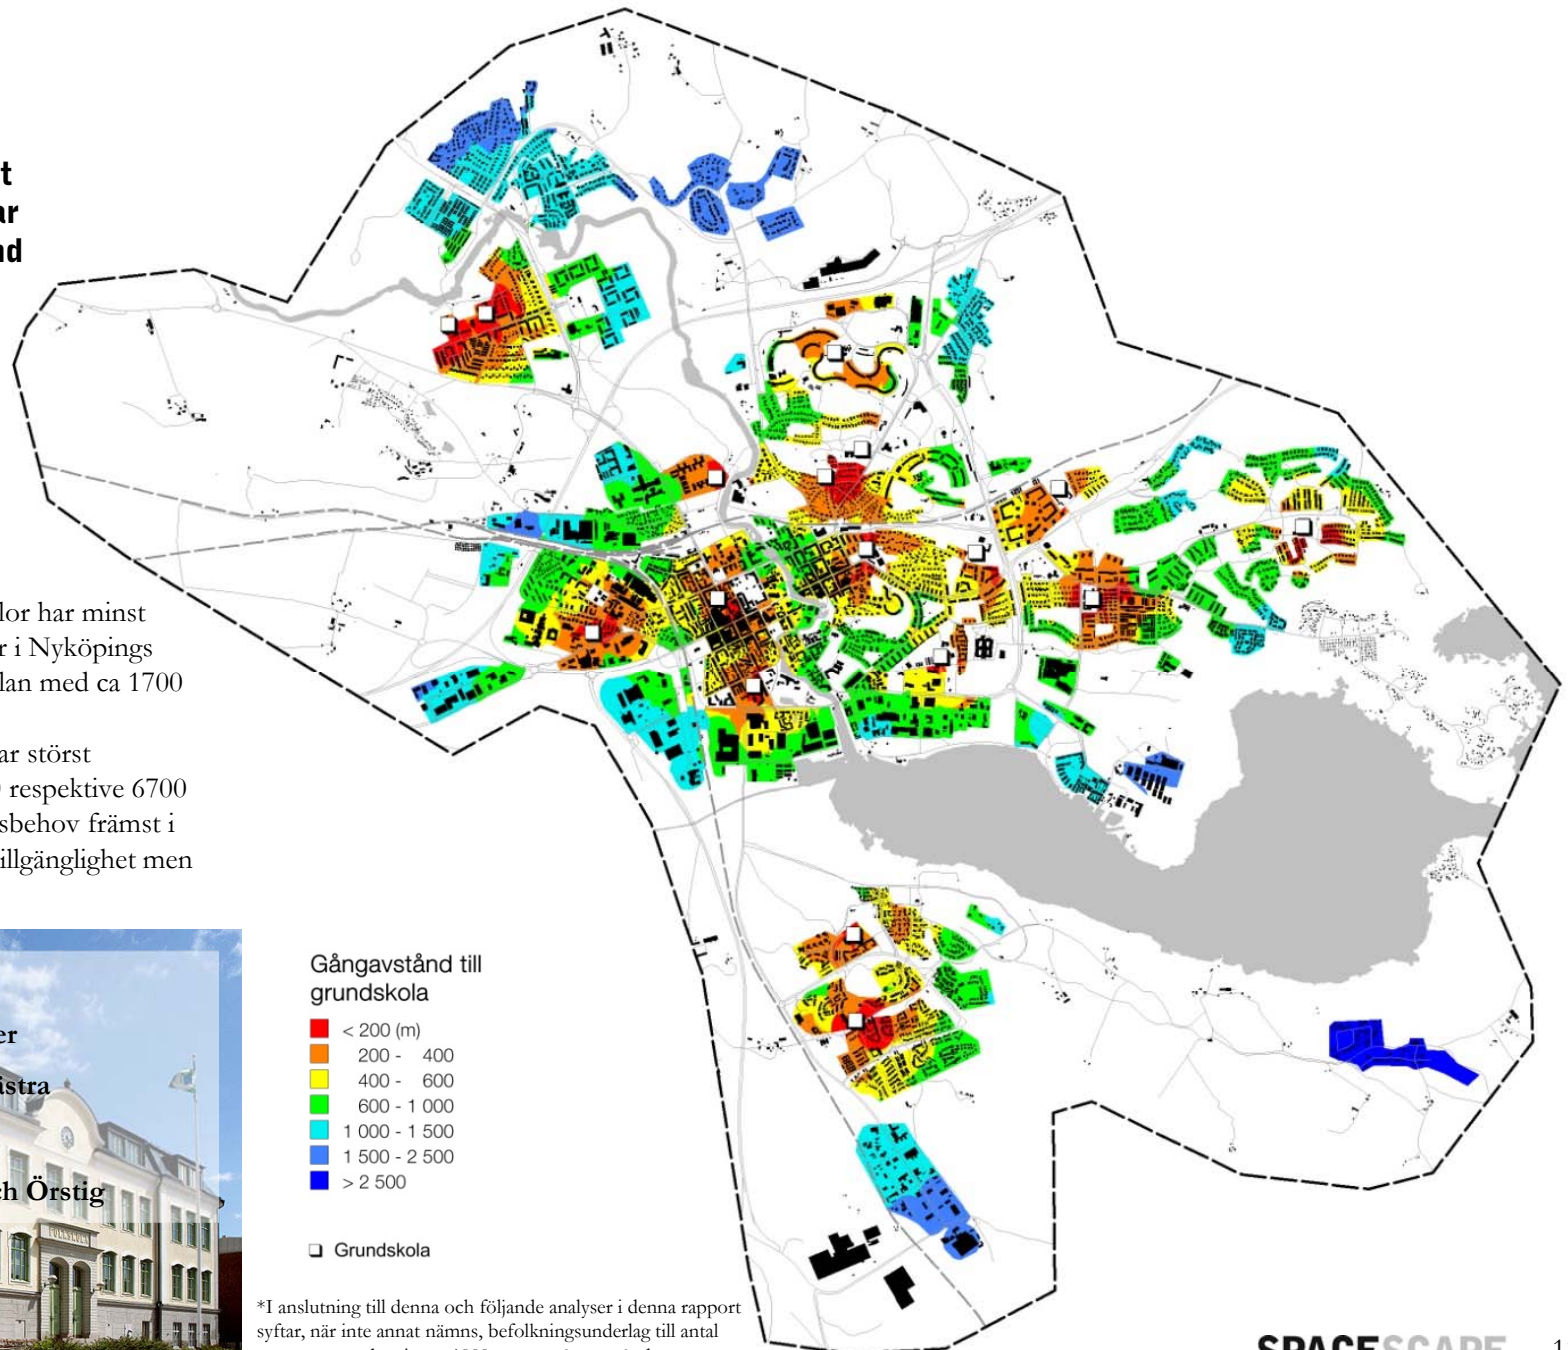 t
ar
nd
lor har minst
r i Nyköpings
lan med ca 1700
ar störst
respektive 6700
sbehov främst i
illgänglighet men
er
ästra
ch Örstig
FOLKSKOLA
Gångavstånd till
grundskola
< 200 (m)
200 - 400
400 - 600
600 - 1 000
1 000 - 1 500
1 500 - 2 500
> 2 500
Grundskola
*I anslutning till denna och följande analyser i denna rapport
syftar, när inte annat nämns, befolkningsunderlag till antal
SPACESCAPE
1